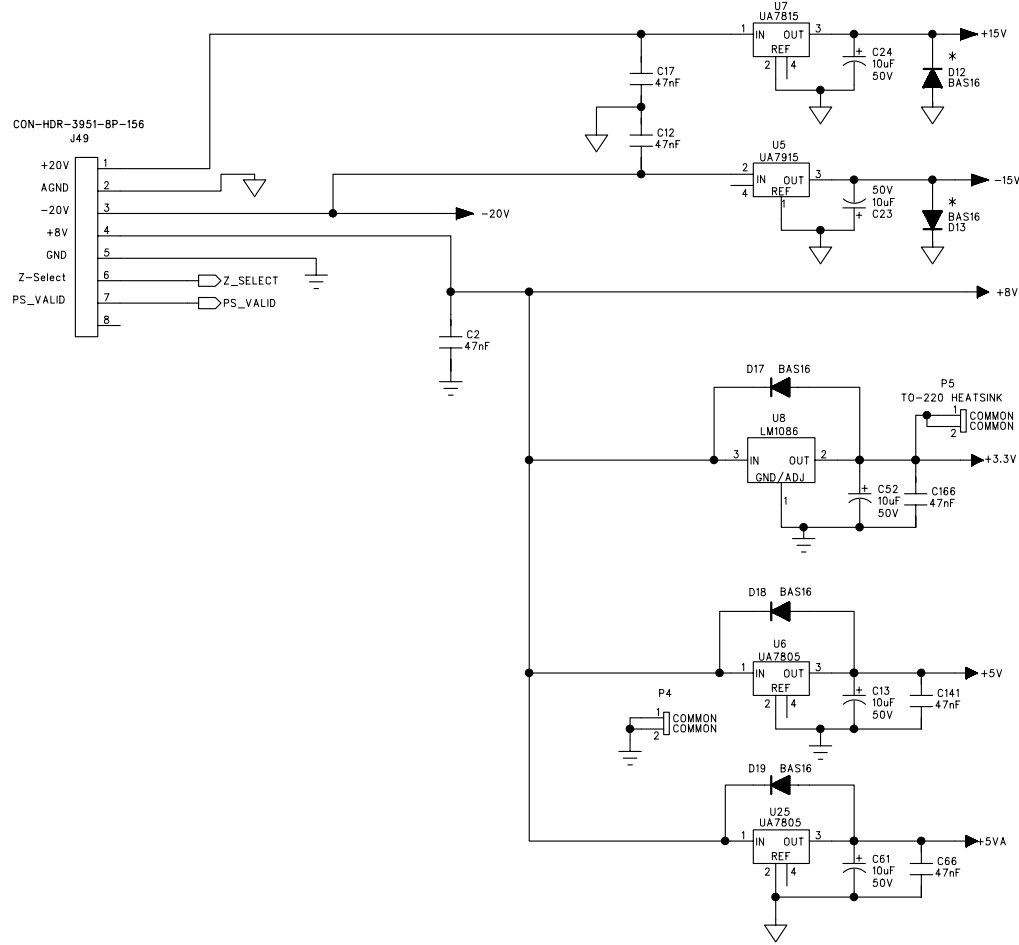 U7
UA7815
1 IN OUT 3
REF
2 4
+ C24
10uF
50V
*
D12
BAS16
+15V
C17
47nF
C12
47nF
U5
UA7915
2 IN OUT 3
4 REF
1
50V
10uF
+ C23
*
BAS16
D13
-15V
CON-HDR-3951-8P-156
J49
+20V 1
AGND 2
-20V 3
+8V 4
GND 5
Z-Select 6
PS_VALID 7
8
-20V
Z_SELECT
PS_VALID
+8V
C2
47nF
D17 BAS16
U8
LM1086
3 IN OUT 2
GND/ADJ
1
P5
TO-220 HEATSINK
1 COMMON
2 COMMON
+3.3V
+ C52
10uF
50V
C166
47nF
D18 BAS16
U6
UA7805
1 IN OUT 3
REF
2 4
+5V
+ C13
10uF
50V
C141
47nF
P4
1 COMMON
2 COMMON
D19 BAS16
U25
UA7805
1 IN OUT 3
REF
2 4
+5VA
+ C61
10uF
50V
C66
47nF